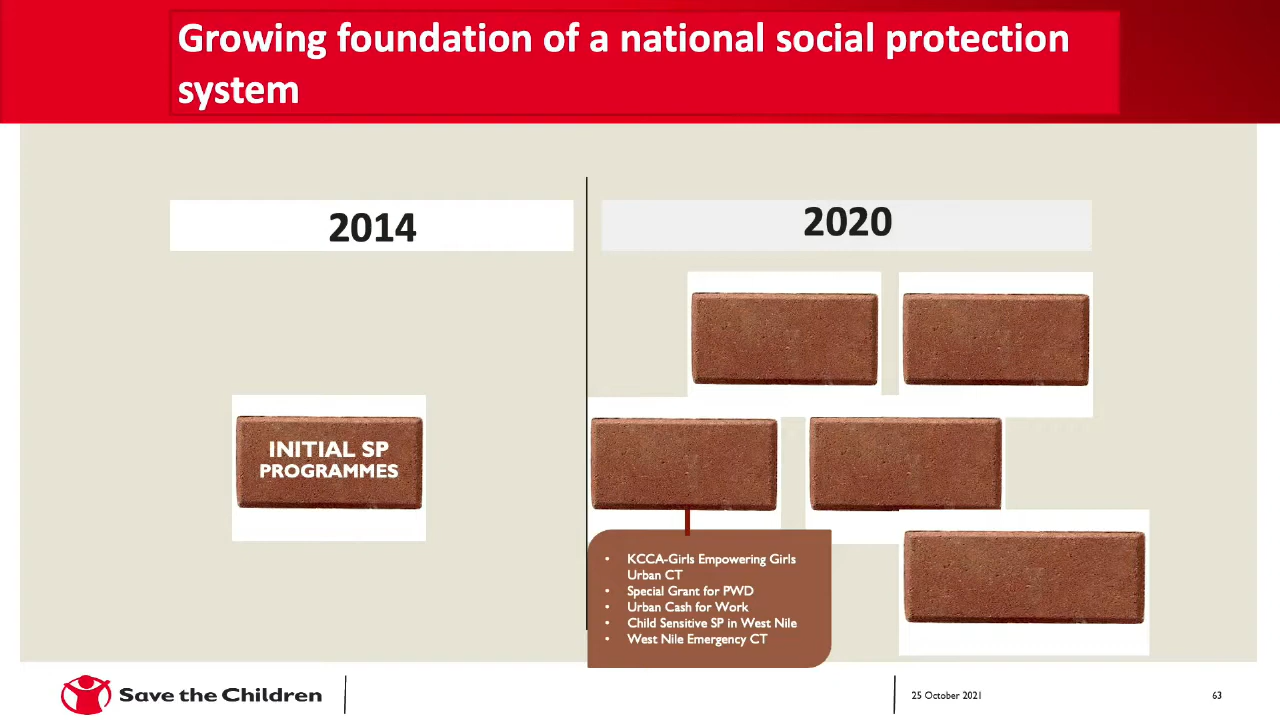 Growing foundation of a national social protection
system
2014
2020
INITIAL SP
PROGRAMMES
• KCCA-Girls Empowering Girls
Urban CT
• Special Grant for PWD
• Urban Cash for Work
• Child Sensitive SP in West Nile
• West Nile Emergency CT
Save the Children
25 October 2021
63